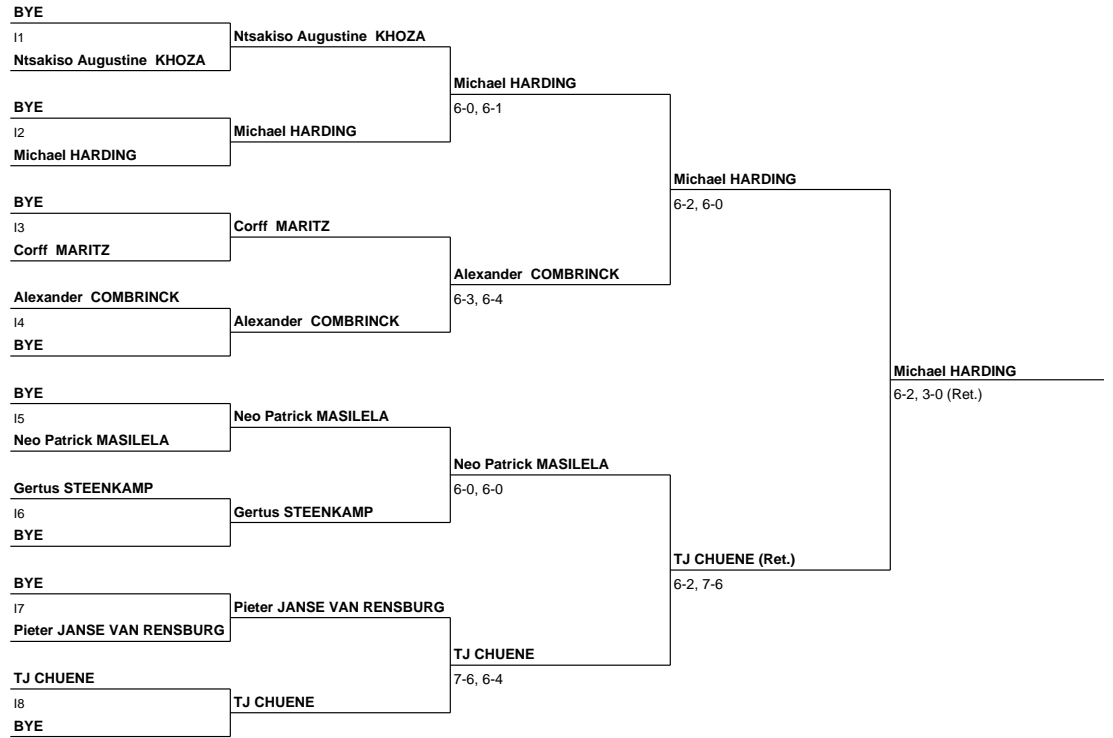 BYE
I1
Ntsakiso Augustine KHOZA
Ntsakiso Augustine KHOZA
BYE
I2
Michael HARDING
Michael HARDING
Michael HARDING
6-0, 6-1
BYE
I3
Corff MARITZ
Corff MARITZ
Alexander COMBRINCK
I4
BYE
Alexander COMBRINCK
Alexander COMBRINCK
6-3, 6-4
Michael HARDING
6-2, 6-0
BYE
I5
Neo Patrick MASILELA
Neo Patrick MASILELA
Gertus STEENKAMP
I6
BYE
Gertus STEENKAMP
Neo Patrick MASILELA
6-0, 6-0
BYE
I7
Pieter JANSE VAN RENSBURG
Pieter JANSE VAN RENSBURG
TJ CHUENE
I8
BYE
TJ CHUENE
TJ CHUENE
7-6, 6-4
TJ CHUENE (Ret.)
6-2, 7-6
Michael HARDING
6-2, 3-0 (Ret.)